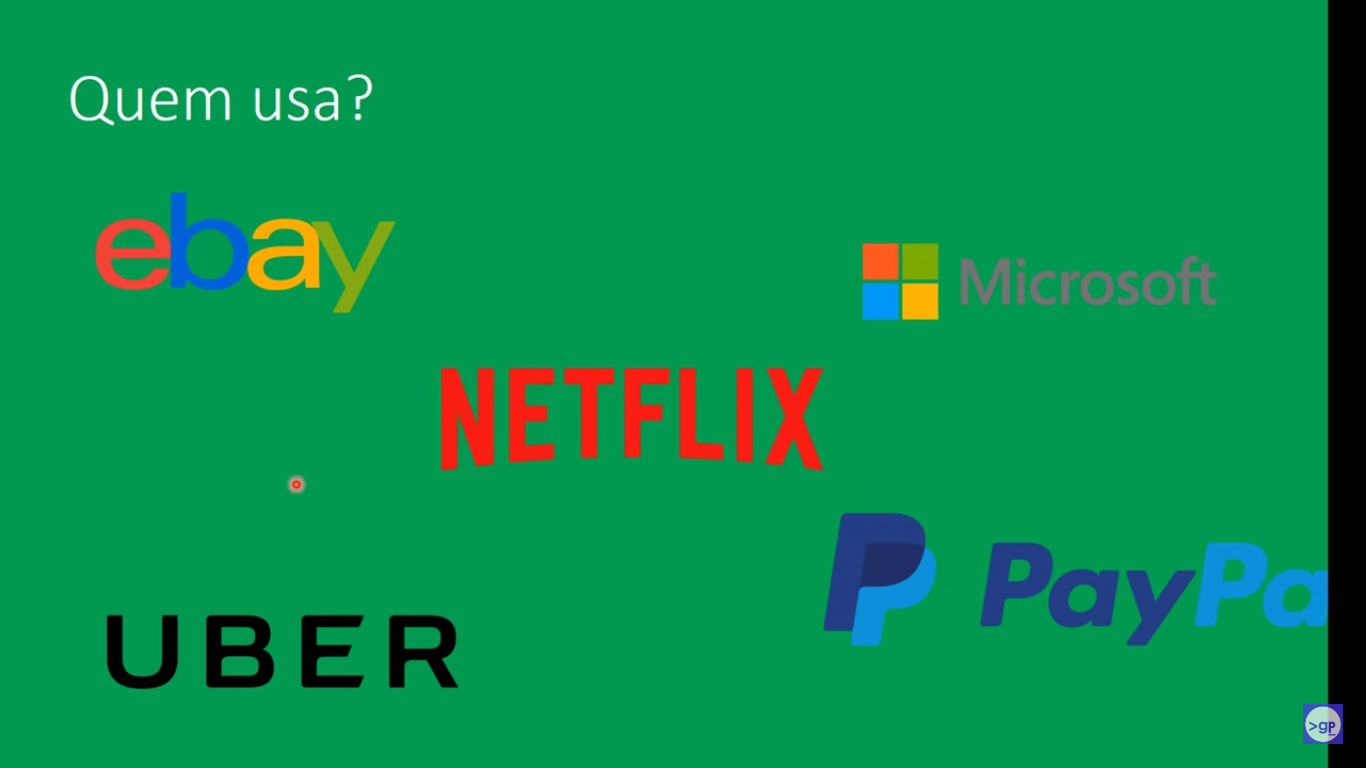 Quem usa?
ebay
Microsoft
NETFLIX
PayPa
UBER
>gp